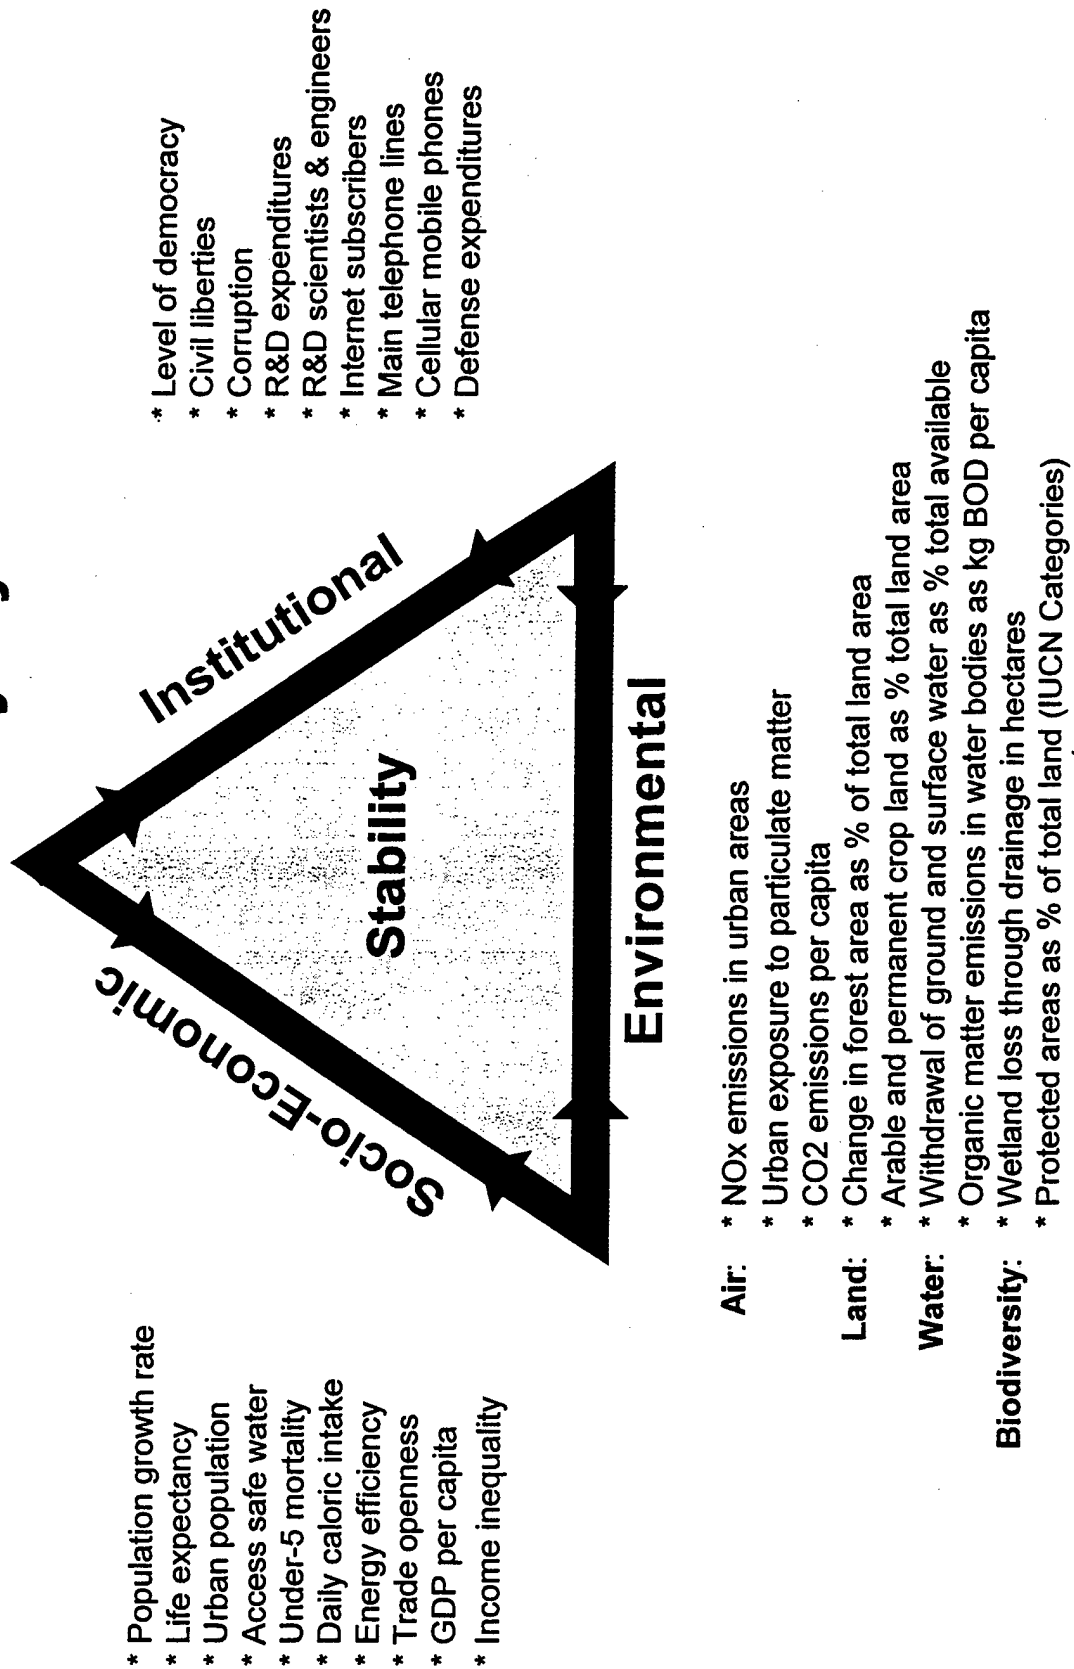 * Population growth rate
* Life expectancy
* Urban population
* Access safe water
* Under-5 mortality
* Daily caloric intake
* Energy efficiency
* Trade openness
* GDP per capita
* Income inequality
Socio-Economic
Institutional
Stability
Environmental
* Level of democracy
* Civil liberties
* Corruption
* R&D expenditures
* R&D scientists & engineers
* Internet subscribers
* Main telephone lines
* Cellular mobile phones
* Defense expenditures
Air: * NOx emissions in urban areas
* Urban exposure to particulate matter
* CO2 emissions per capita
Land: * Change in forest area as % of total land area
* Arable and permanent crop land as % total land area
Water: * Withdrawal of ground and surface water as % total available
* Organic matter emissions in water bodies as kg BOD per capita
Biodiversity: * Wetland loss through drainage in hectares
* Protected areas as % of total land (IUCN Categories)